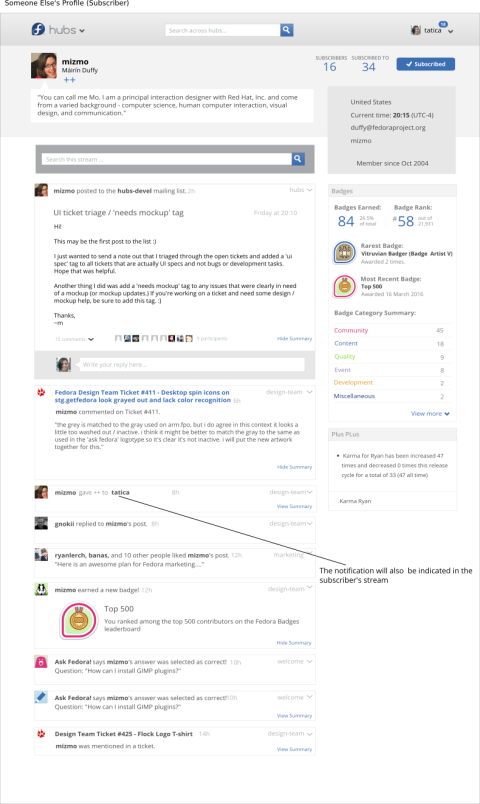 Someone Else's Profile (Subscriber)
hubs
Search across hubs...
18
tatica
mizmo
Máirín Duffy
++
SUBSCRIBERS
16
SUBSCRIBED TO
34
Subscribed
"You can call me Mo. I am a principal interaction designer with Red Hat, Inc. and come
from a varied background - computer science, human computer interaction, visual
design, and communication."
United States
Current time: 20:15 (UTC-4)
duffy@fedoraproject.org
mizmo
Member since Oct 2004
Search this stream ...
mizmo posted to the hubs-devel mailing list. 2h
hubs
UI ticket triage / 'needs mockup' tag
Friday at 20:10
Hi!
This may be the first post to the list :)
I just wanted to send a note out that I triaged through the open tickets and added a 'ui
spec' tag to all tickets that are actually UI specs and not bugs or development tasks.
Hope that was helpful.
Another thing I did was add a 'needs mockup' tag to any issues that were clearly in need
of a mockup (or mockup updates.) If you're working on a ticket and need some design /
mockup help, be sure to add this tag. :)
Thanks,
~m
comments
9 participants
Hide Summary
Write your reply here...
Fedora Design Team Ticket #411 - Desktop spin icons on
stg.getfedora look grayed out and lack color recognition
design-team
mizmo commented on Ticket #411.
"the grey is matched to the gray used on arm.fpo, but i do agree in this context it looks a
little too washed out / inactive. i think it might be better to match the gray to the same as
used in the 'ask fedora' logotype so it's clear it's not inactive. i will put the new artwork
together for this."
Hide Summary
mizmo gave ++ to tatica
8h
design-team
View Summary
gnokii replied to mizmo's post. 8h
design-team
ryanlerch, banas, and 10 other people liked mizmo's post. 12h
marketing
"Here is an awesome plan for Fedora marketing...."
mizmo earned a new badge! 12h
design-team
Top 500
You ranked among the top 500 contributors on the Fedora Badges
leaderboard
Hide Summary
Ask Fedora! says mizmo's answer was selected as correct! 10h
welcome
Question: "How can I install GIMP plugins?"
View Summary
Ask Fedora! says mizmo's answer was selected as correct! 10h
welcome
Question: "How can I install GIMP plugins?"
View Summary
Design Team Ticket #425 - Flock Logo T-shirt 14h
design-team
mizmo was mentioned in a ticket.
View Summary
Badges
Badges Earned:
84
26.5%
of total
Badge Rank:
#58
out of
21,931
Rarest Badge:
Vitruvian Badger (Badge Artist V)
Awarded 2 times.
Most Recent Badge:
Top 500
Awarded 16 March 2016
Badge Category Summary:
Community 45
Content 18
Quality 9
Event 8
Development 2
Miscellaneous 2
View more
Plus PLus
Karma for Ryan has been increased 47
times and decreased 0 times this release
cycle for a total of 33 (47 all time)
.Karma Ryan
The notification will also be indicated in the
subscriber's stream